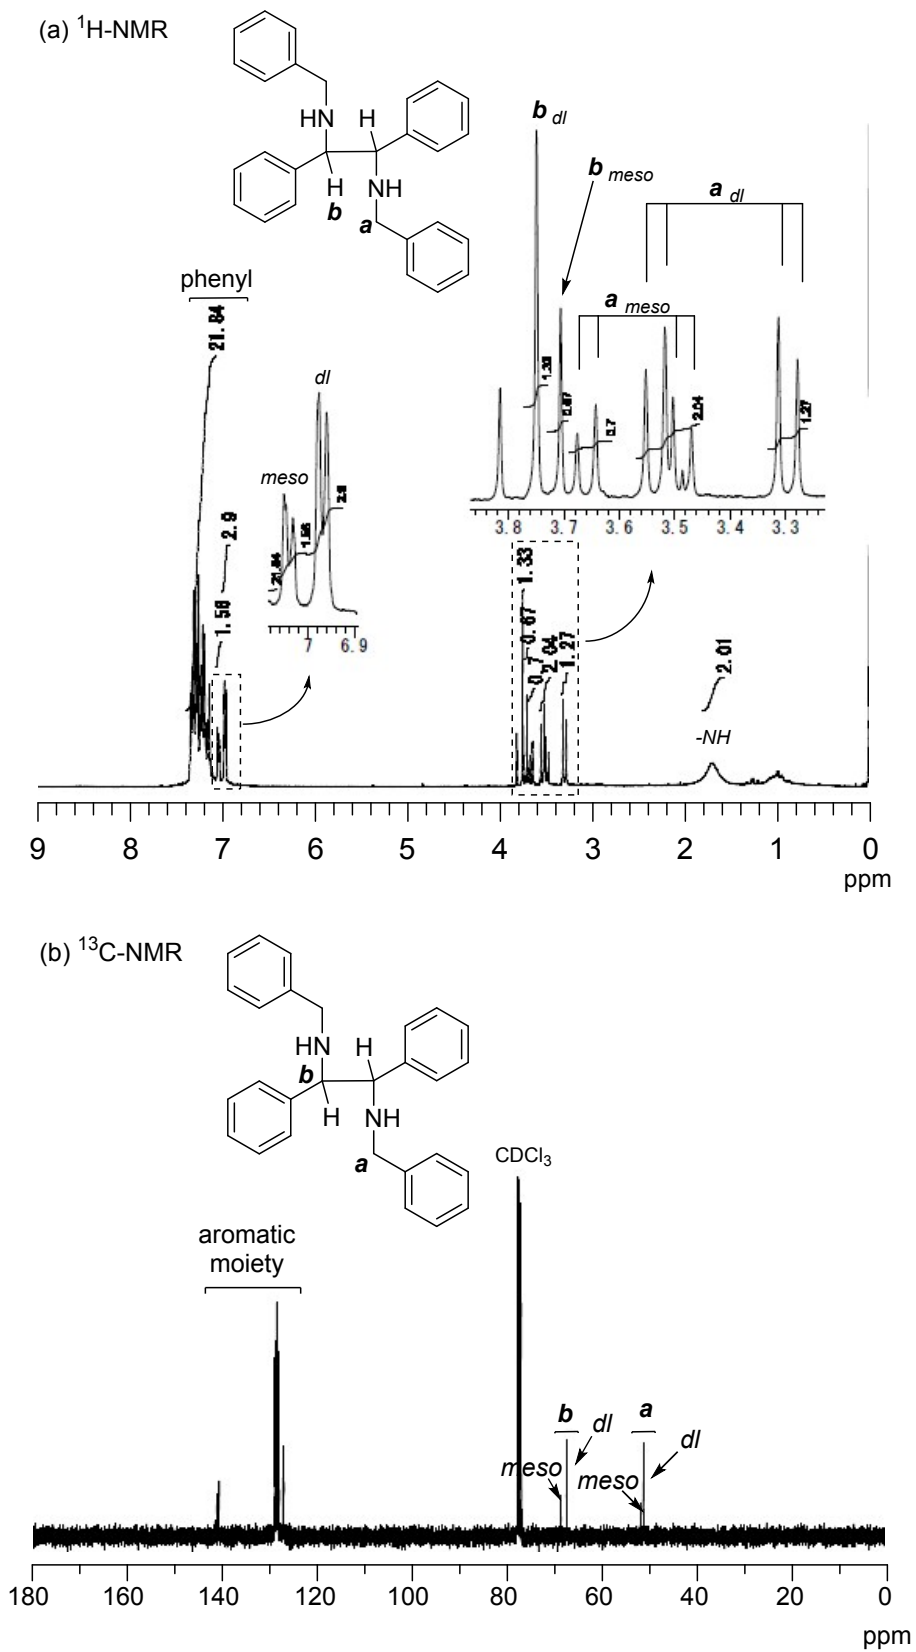 (a) ¹H-NMR
HN
H
H
b
NH
a
b dl
b meso
a dl
a meso
phenyl
21.84
2.9
1.56
meso
dl
21.84
1.56
2.9
7
6.9
1.33
0.67
0.7
2.04
1.27
3.8 3.7 3.6 3.5 3.4 3.3
1.33
0.67
0.7
2.04
1.27
2.01
-NH
9 8 7 6 5 4 3 2 1 0
ppm
(b) ¹³C-NMR
HN
H
b
H
NH
a
CDCl₃
aromatic
moiety
b
dl
meso
a
dl
meso
180 160 140 120 100 80 60 40 20 0
ppm